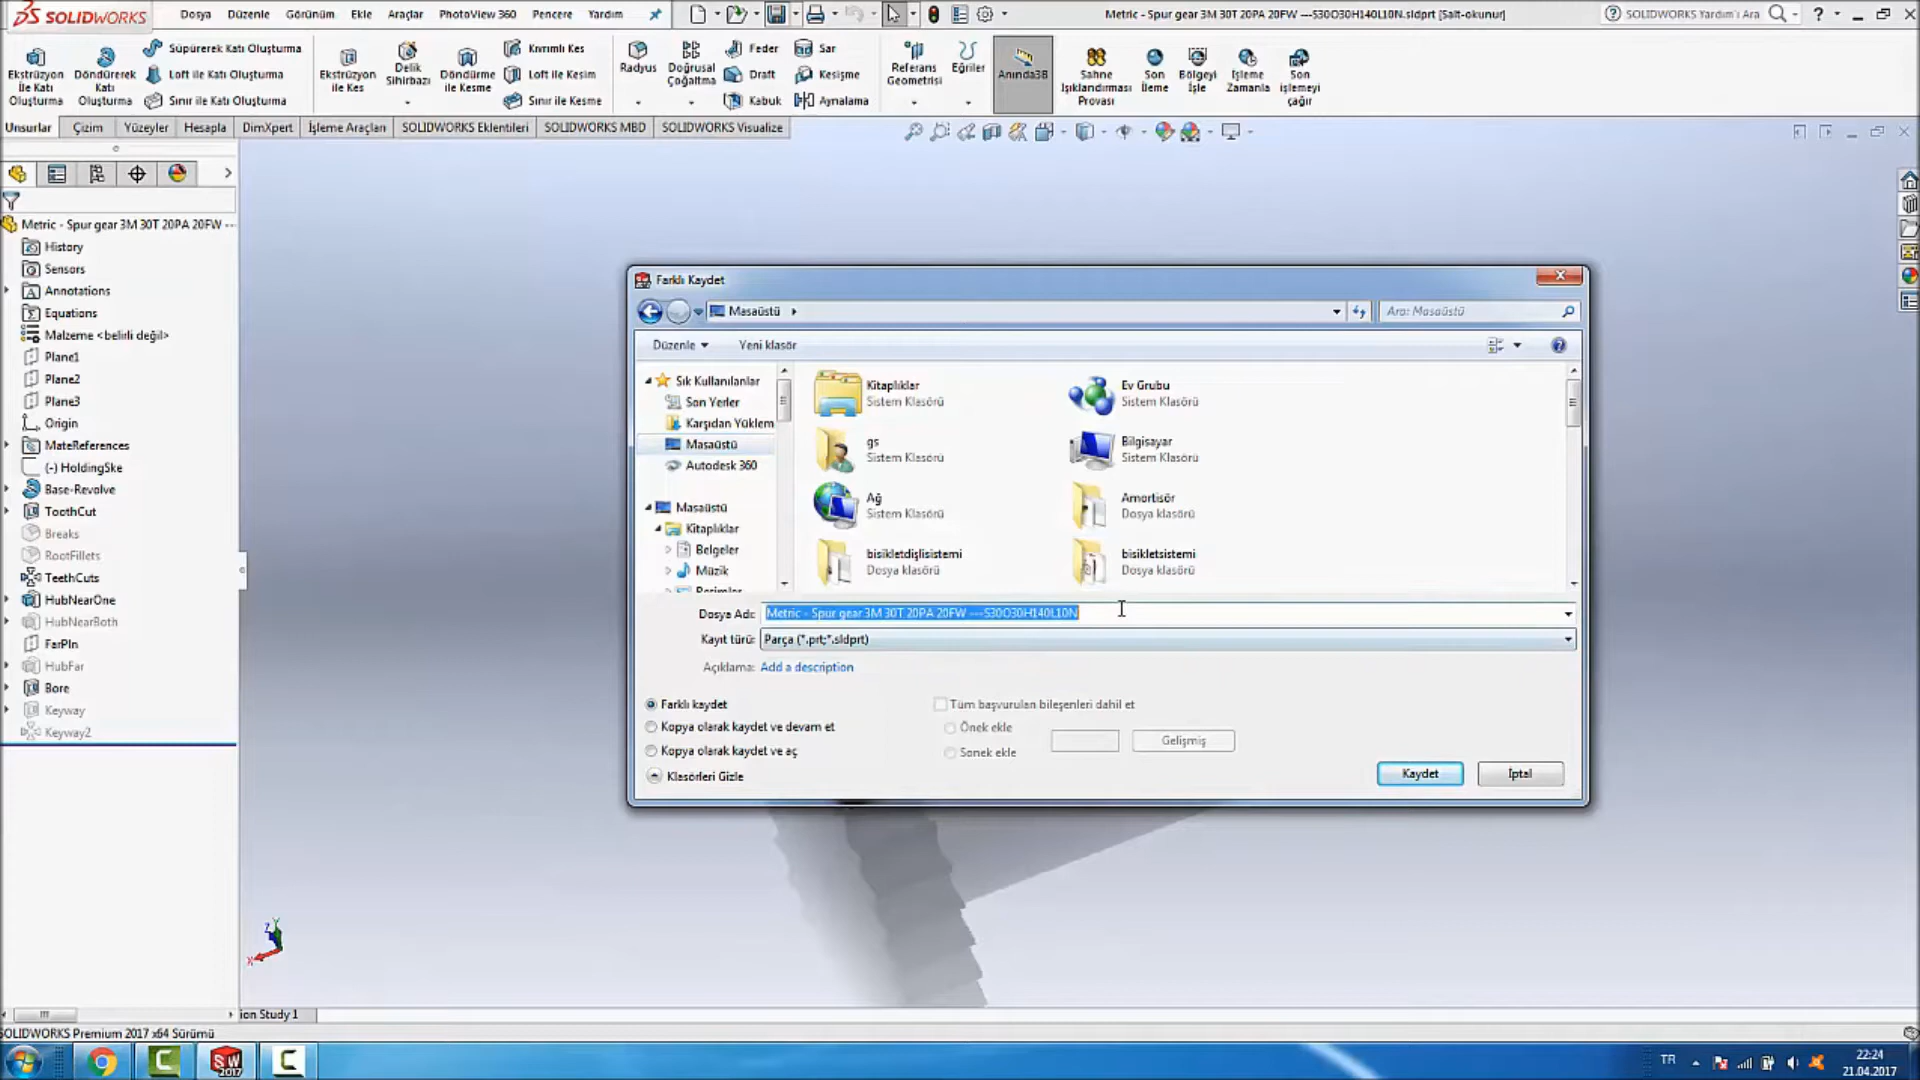 SOLIDWORKS
Dosya Düzenle Görünüm Ekle Araçlar PhotoView 360 Pencere Yardım
Metric - Spur gear 3M 30T 20PA 20FW ---S30O30H140L10N.sldprt [Salt-okunur]
SOLIDWORKS Yardım'ı Ara
Ekstrüzyon İle Katı Oluşturma
Döndürerek Katı Oluşturma
Süpürerek Katı Oluşturma
Loft ile Katı Oluşturma
Sınır ile Katı Oluşturma
Ekstrüzyon ile Kes
Delik Sihirbazı
Döndürme ile Kesme
Kıvrımlı Kes
Loft ile Kesim
Sınır ile Kesme
Radyus
Doğrusal Çoğaltma
Feder
Draft
Kabuk
Sar
Kesişme
Aynalama
Referans Geometrisi
Eğriler
Anında3B
Sahne Işıklandırması Provası
Son İleme
Bölgeyi İşle
İşleme Zamanla
Son işlemeyi çağır
Unsurlar Çizim Yüzeyler Hesapla DimXpert İşleme Araçları SOLIDWORKS Eklentileri SOLIDWORKS MBD SOLIDWORKS Visualize
Metric - Spur gear 3M 30T 20PA 20FW --
History
Sensors
Annotations
Equations
Malzeme <belirli değil>
Plane1
Plane2
Plane3
Origin
MateReferences
(-) HoldingSke
Base-Revolve
ToothCut
Breaks
RootFillets
TeethCuts
HubNearOne
HubNearBoth
FarPln
HubFar
Bore
Keyway
Keyway2
Farklı Kaydet
Masaüstü
Ara: Masaüstü
Düzenle Yeni klasör
Sık Kullanılanlar
Son Yerler
Karşıdan Yüklem
Masaüstü
Autodesk 360
Masaüstü
Kitaplıklar
Belgeler
Müzik
Kitaplıklar
Sistem Klasörü
Ev Grubu
Sistem Klasörü
gs
Sistem Klasörü
Bilgisayar
Sistem Klasörü
Ağ
Sistem Klasörü
Amortisör
Dosya klasörü
bisikletdişlisistemi
Dosya klasörü
bisikletsistemi
Dosya klasörü
Dosya Adı: Metric - Spur gear 3M 30T 20PA 20FW ---S30O30H140L10N
Kayıt türü: Parça (*.prt;*.sldprt)
Açıklama: Add a description
Farklı kaydet
Kopya olarak kaydet ve devam et
Kopya olarak kaydet ve aç
Tüm başvurulan bileşenleri dahil et
Önek ekle
Sonek ekle
Gelişmiş
Klasörleri Gizle
Kaydet İptal
ion Study 1
SOLIDWORKS Premium 2017 x64 Sürümü
TR
22:24
21.04.2017